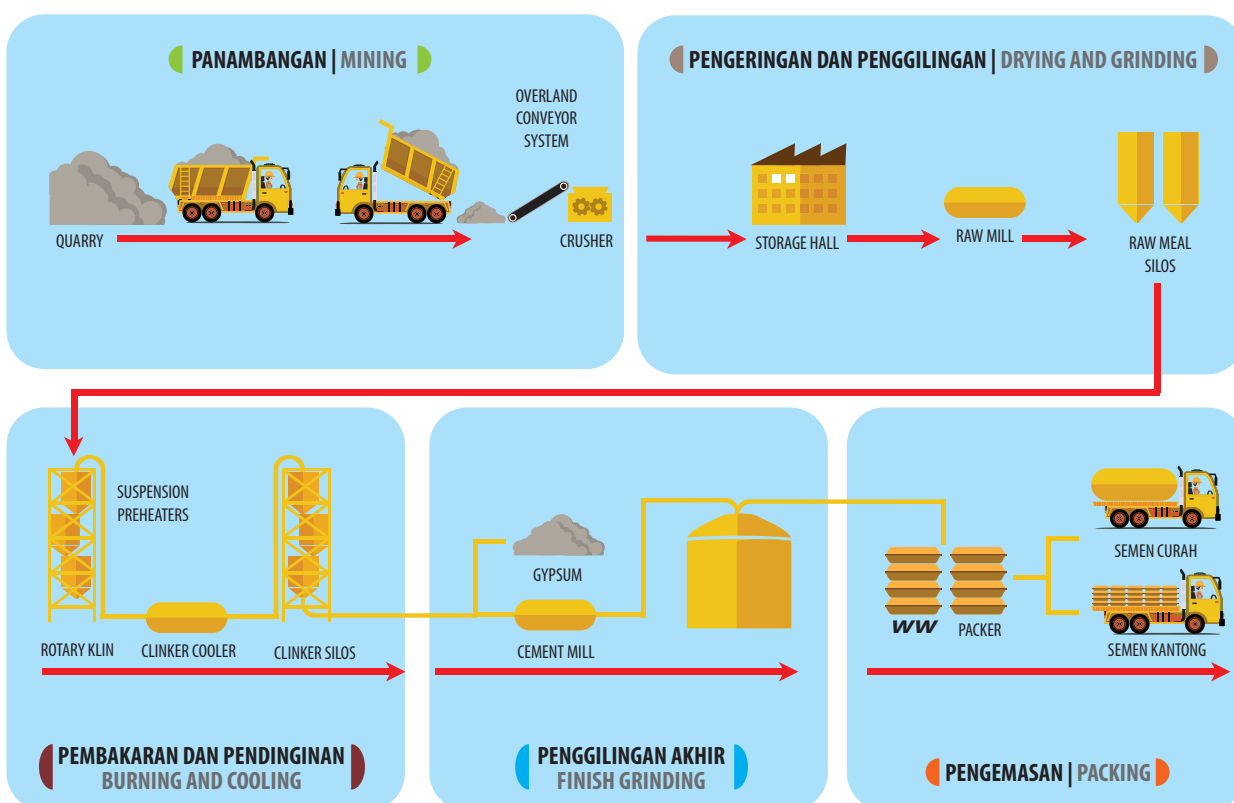 PANAMBANGAN | MINING
OVERLAND
CONVEYOR
SYSTEM
QUARRY
CRUSHER
PENGERINGAN DAN PENGGILINGAN | DRYING AND GRINDING
STORAGE HALL
RAW MILL
RAW MEAL
SILOS
SUSPENSION
PREHEATERS
ROTARY KLIN
CLINKER COOLER
CLINKER SILOS
PEMBAKARAN DAN PENDINGINAN
BURNING AND COOLING
GYPSUM
CEMENT MILL
PENGGILINGAN AKHIR
FINISH GRINDING
WW
PACKER
SEMEN CURAH
SEMEN KANTONG
PENGEMASAN | PACKING